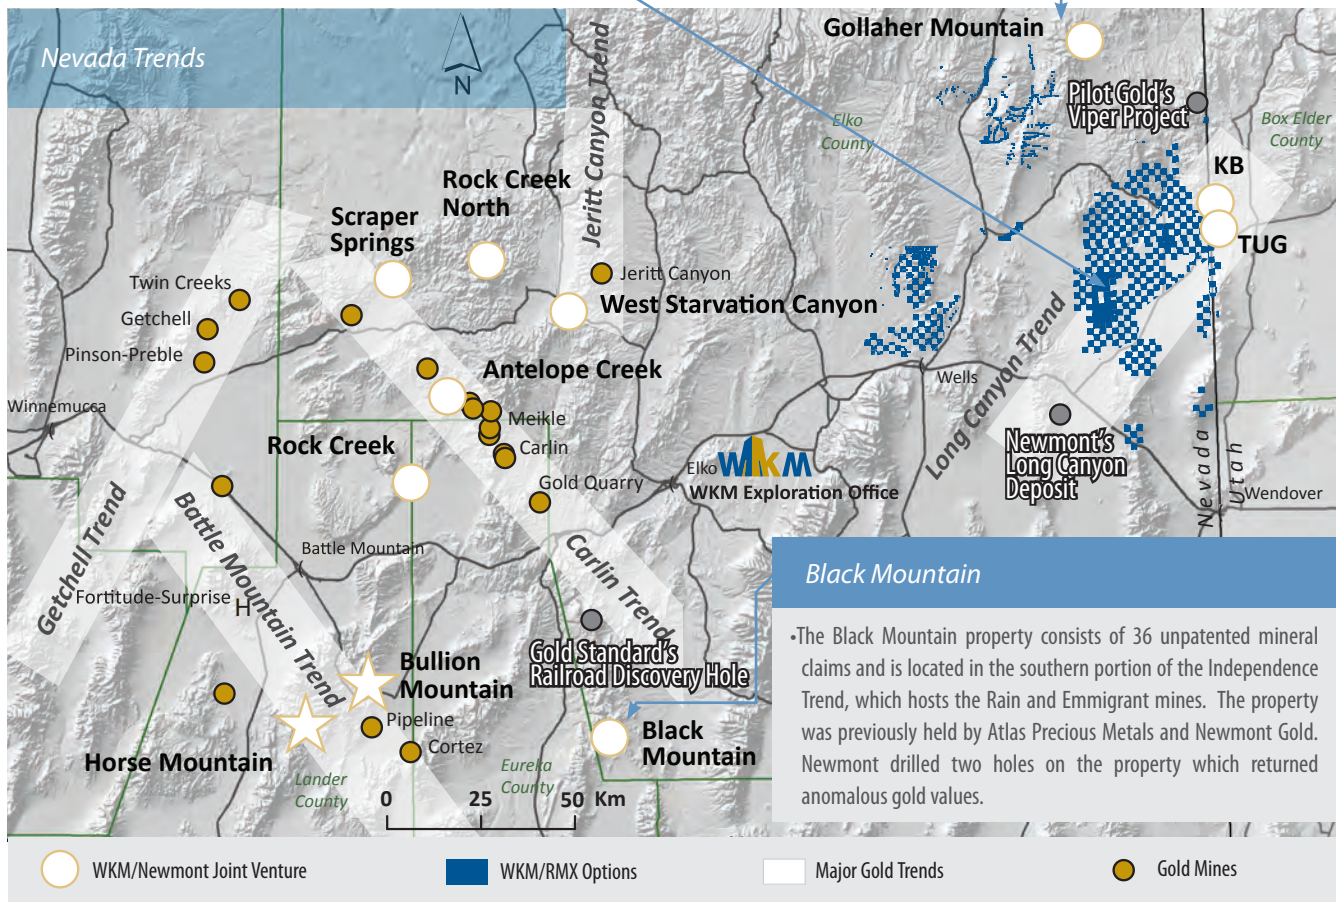 Nevada Trends
N
Jeritt Canyon Trend
Gollaher Mountain
Pilot Gold's
Viper Project
Elko
County
Box Elder
County
KB
TUG
Rock Creek
North
Scraper
Springs
Jeritt Canyon
West Starvation Canyon
Twin Creeks
Getchell
Pinson-Preble
Antelope Creek
Winnemucca
Meikle
Carlin
Rock Creek
Gold Quarry
Wells
Long Canyon Trend
Newmont's
Long Canyon
Deposit
Elko
WKM
WKM Exploration Office
Nevada
Utah
Wendover
Getchell Trend
Battle Mountain Trend
Battle Mountain
Carlin Trend
Fortitude-Surprise
H
Gold Standard's
Railroad Discovery Hole
Bullion
Mountain
Pipeline
Cortez
Horse Mountain
Black
Mountain
Lander
County
Eureka
County
0 25 50 Km
Black Mountain
•The Black Mountain property consists of 36 unpatented mineral
claims and is located in the southern portion of the Independence
Trend, which hosts the Rain and Emmigrant mines. The property
was previously held by Atlas Precious Metals and Newmont Gold.
Newmont drilled two holes on the property which returned
anomalous gold values.
WKM/Newmont Joint Venture
WKM/RMX Options
Major Gold Trends
Gold Mines